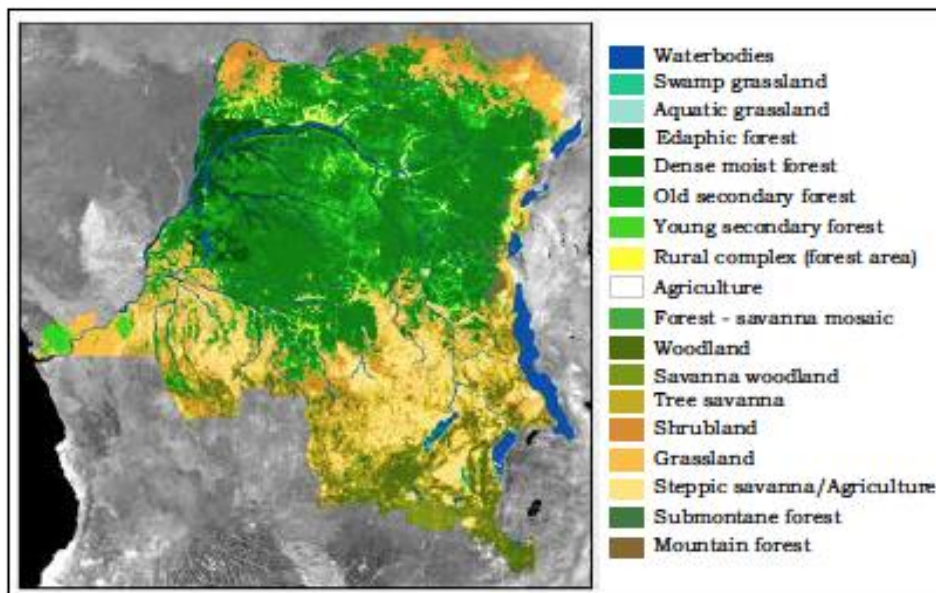 Waterbodies
Swamp grassland
Aquatic grassland
Edaphic forest
Dense moist forest
Old secondary forest
Young secondary forest
Rural complex (forest area)
Agriculture
Forest - savanna mosaic
Woodland
Savanna woodland
Tree savanna
Shrubland
Grassland
Steppic savanna/Agriculture
Submontane forest
Mountain forest